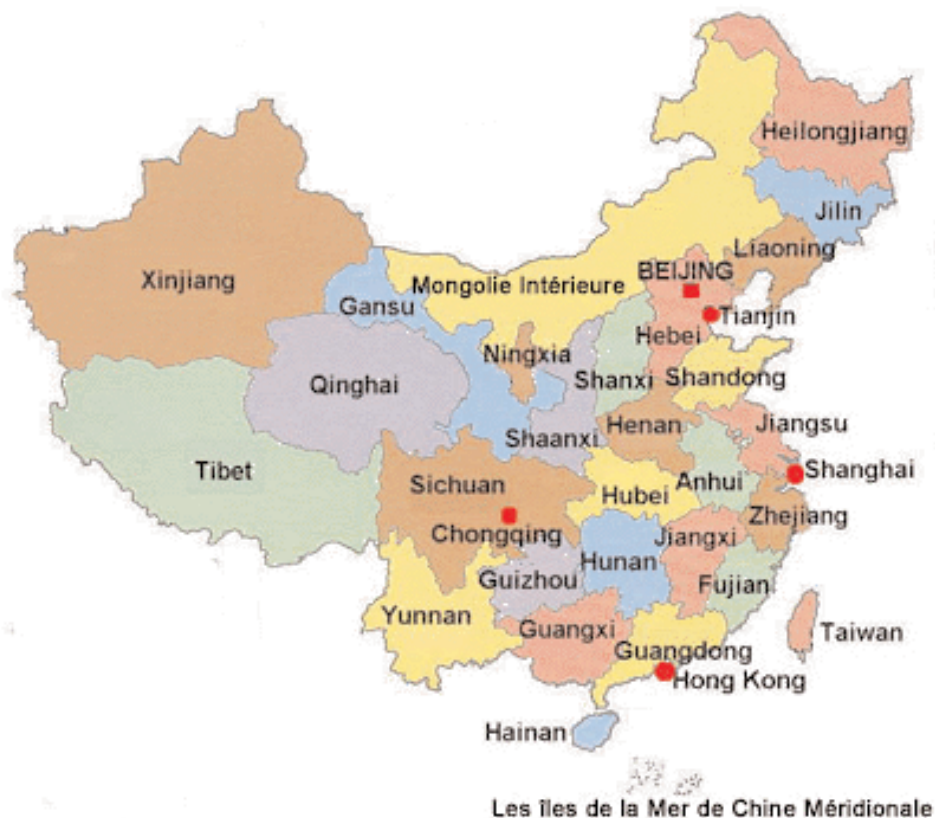 Heilongjiang
Jilin
Liaoning
BEIJING
Xinjiang
Mongolie Intérieure
Gansu
Tianjin
Hebei
Ningxia
Qinghai
Shanxi
Shandong
Henan
Jiangsu
Shaanxi
Tibet
Shanghai
Sichuan
Anhui
Hubei
Zhejiang
Chongqing
Jiangxi
Hunan
Guizhou
Fujian
Yunnan
Guangxi
Taiwan
Guangdong
Hong Kong
Hainan
Les îles de la Mer de Chine Méridionale